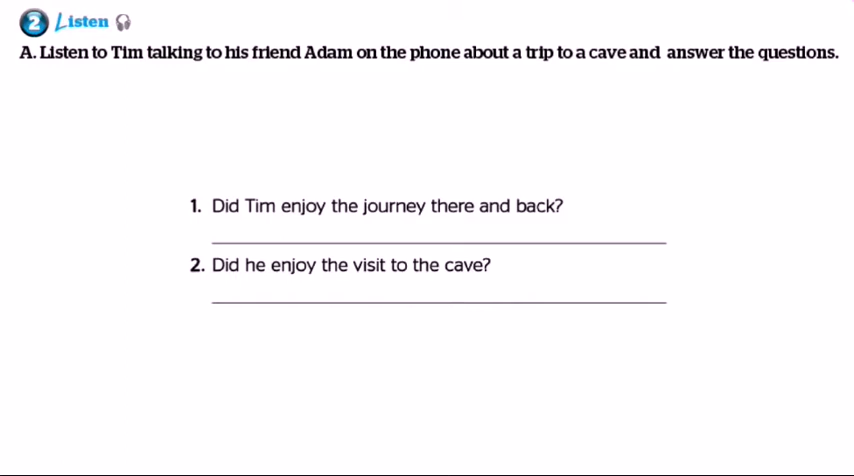 2 Listen
A. Listen to Tim talking to his friend Adam on the phone about a trip to a cave and answer the questions.
1. Did Tim enjoy the journey there and back?
2. Did he enjoy the visit to the cave?